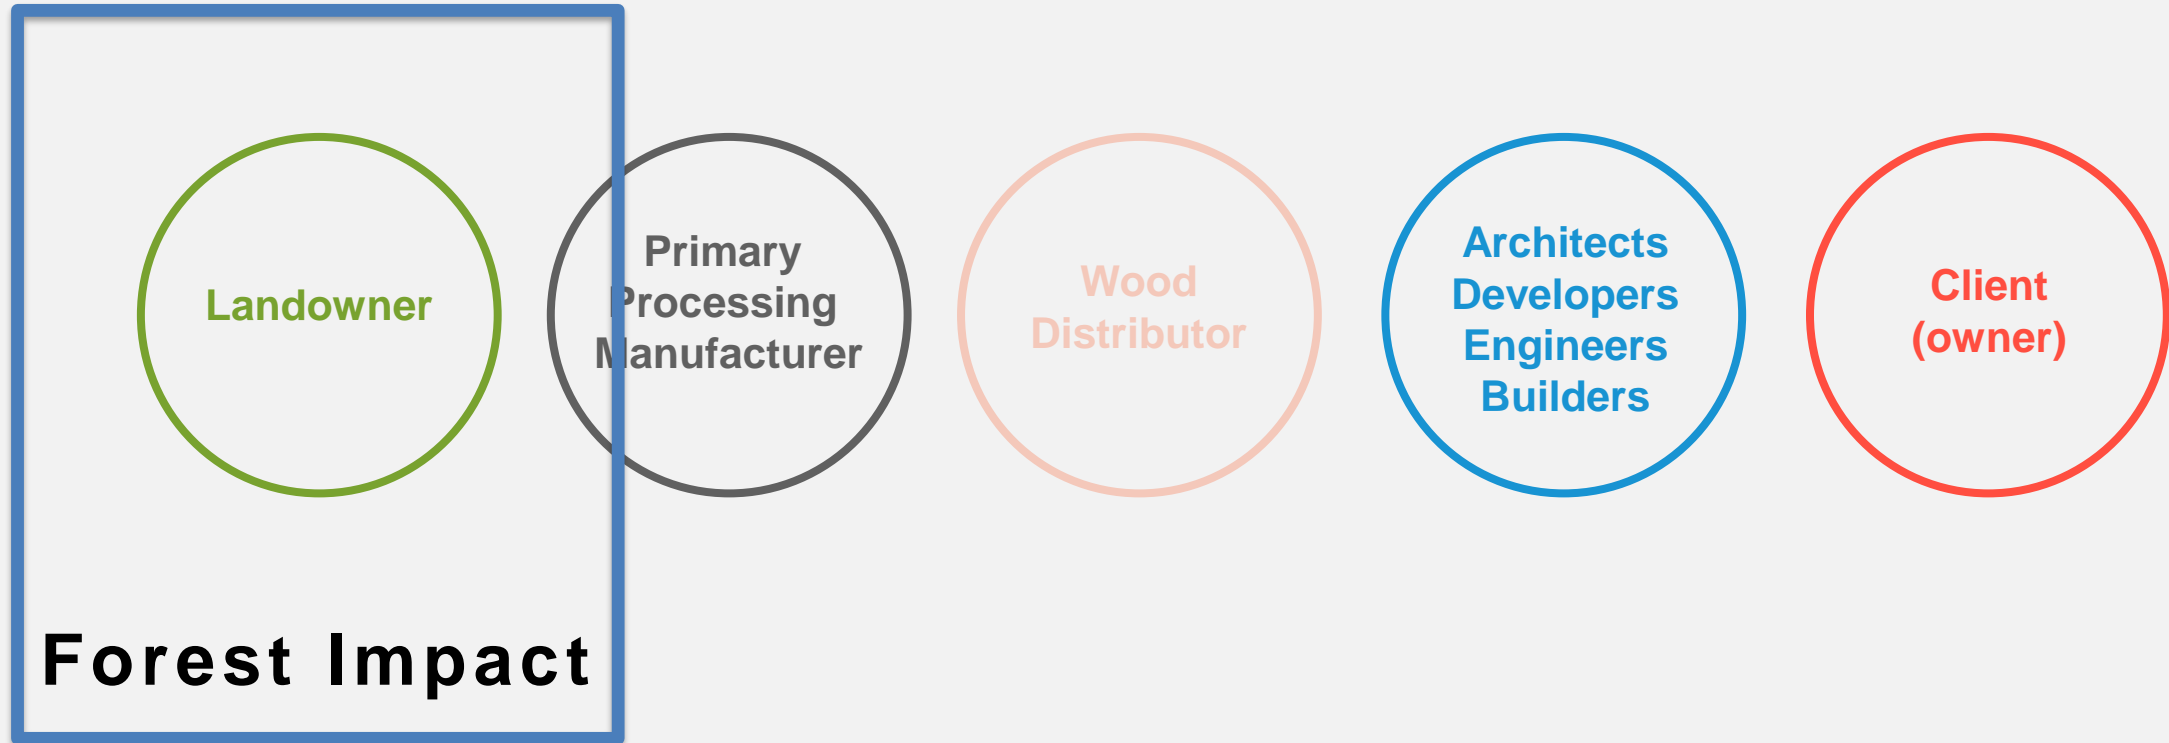 Landowner
Primary
Processing
Manufacturer
Wood
Distributor
Architects
Developers
Engineers
Builders
Client
(owner)
Forest Impact